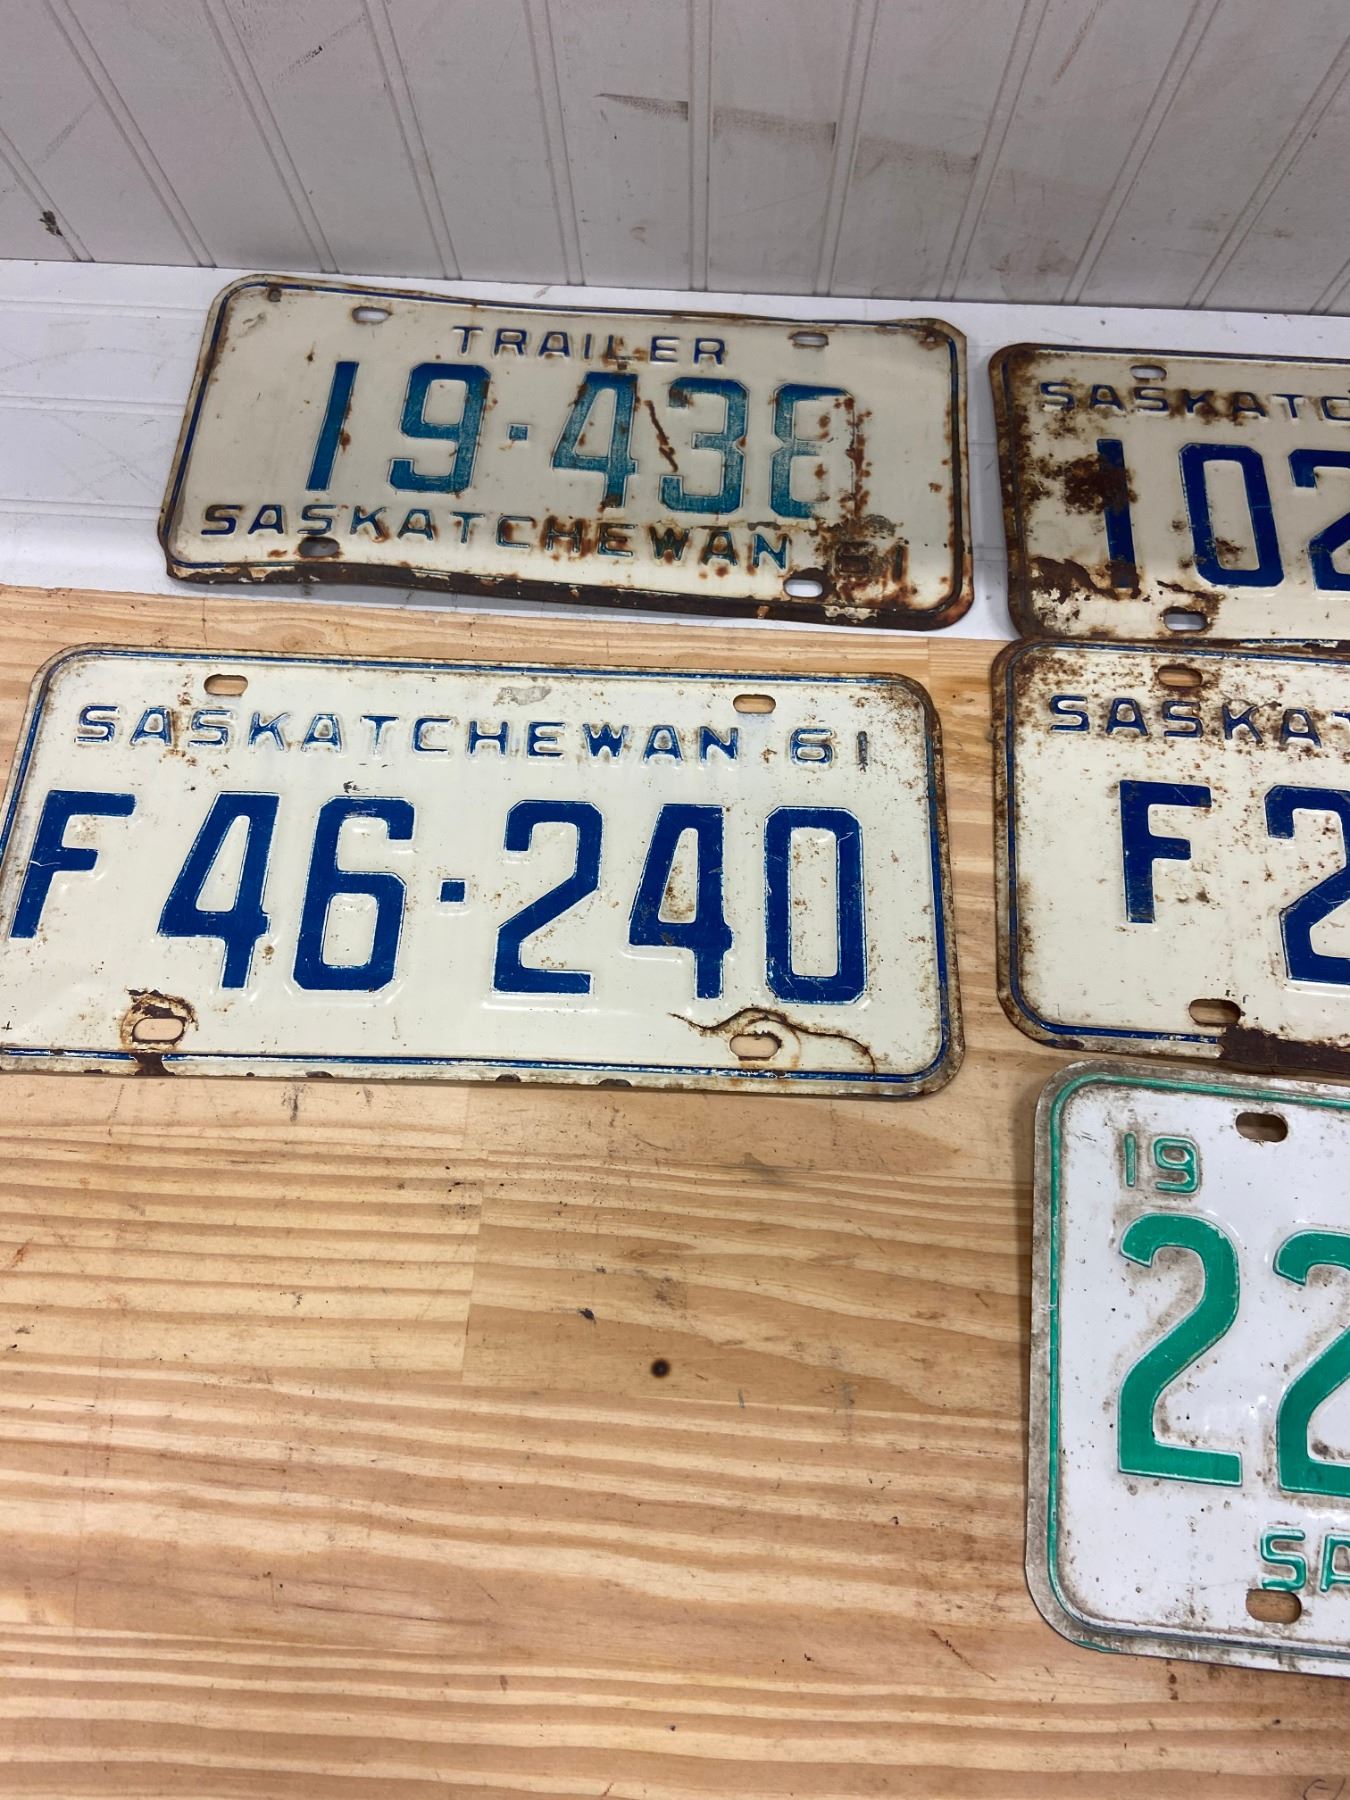 TRAILER
19-438
SASKATCHEWAN 61
SASKATC
102
SASKATCHEWAN 61
F 46-240
SASKAT
F 2
19
22
SA